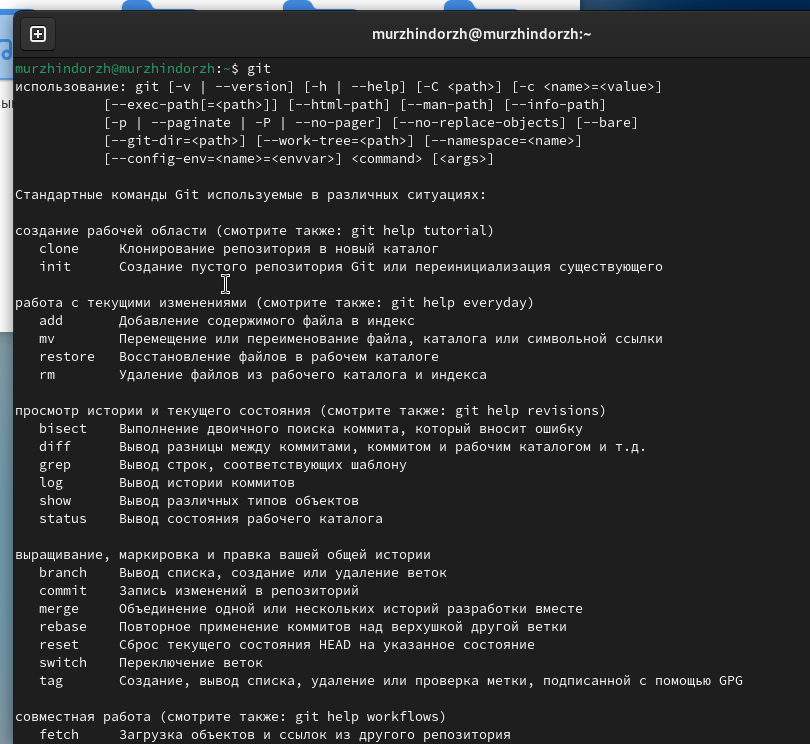 murzhindorzh@murzhindorzh:~
murzhindorzh@murzhindorzh:~$ git
использование: git [-v | --version] [-h | --help] [-C <path>] [-c <name>=<value>]
[--exec-path[=<path>]] [--html-path] [--man-path] [--info-path]
[-p | --paginate | -P | --no-pager] [--no-replace-objects] [--bare]
[--git-dir=<path>] [--work-tree=<path>] [--namespace=<name>]
[--config-env=<name>=<envvar>] <command> [<args>]
Стандартные команды Git используемые в различных ситуациях:
создание рабочей области (смотрите также: git help tutorial)
clone Клонирование репозитория в новый каталог
init Создание пустого репозитория Git или переинициализация существующего
работа с текущими изменениями (смотрите также: git help everyday)
add Добавление содержимого файла в индекс
mv Перемещение или переименование файла, каталога или символьной ссылки
restore Восстановление файлов в рабочем каталоге
rm Удаление файлов из рабочего каталога и индекса
просмотр истории и текущего состояния (смотрите также: git help revisions)
bisect Выполнение двоичного поиска коммита, который вносит ошибку
diff Вывод разницы между коммитами, коммитом и рабочим каталогом и т.д.
grep Вывод строк, соответствующих шаблону
log Вывод истории коммитов
show Вывод различных типов объектов
status Вывод состояния рабочего каталога
выращивание, маркировка и правка вашей общей истории
branch Вывод списка, создание или удаление веток
commit Запись изменений в репозиторий
merge Объединение одной или нескольких историй разработки вместе
rebase Повторное применение коммитов над верхушкой другой ветки
reset Сброс текущего состояния HEAD на указанное состояние
switch Переключение веток
tag Создание, вывод списка, удаление или проверка метки, подписанной с помощью GPG
совместная работа (смотрите также: git help workflows)
fetch Загрузка объектов и ссылок из другого репозитория